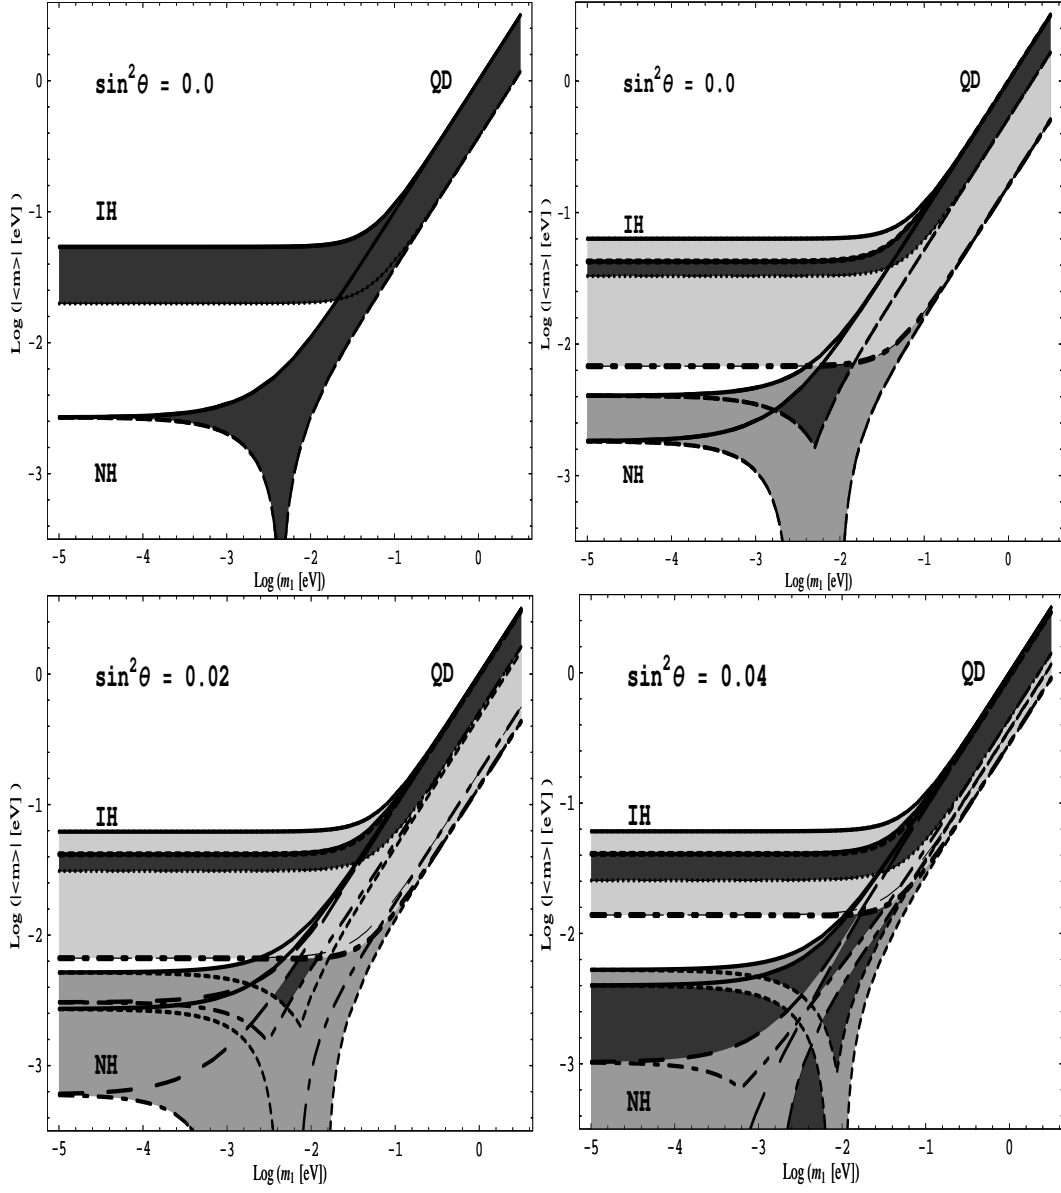 sin²θ = 0.0
QD
IH
NH
Log (|<m>| [eV] )
0
−1
−2
−3
−5 −4 −3 −2 −1 0
Log (m₁ [eV])
sin²θ = 0.0
QD
IH
NH
Log (|<m>| [eV] )
0
−1
−2
−3
−5 −4 −3 −2 −1 0
Log (m₁ [eV])
sin²θ = 0.02
QD
IH
NH
Log (|<m>| [eV] )
0
−1
−2
−3
−5 −4 −3 −2 −1 0
Log (m₁ [eV])
sin²θ = 0.04
QD
IH
NH
Log (|<m>| [eV] )
0
−1
−2
−3
−5 −4 −3 −2 −1 0
Log (m₁ [eV])